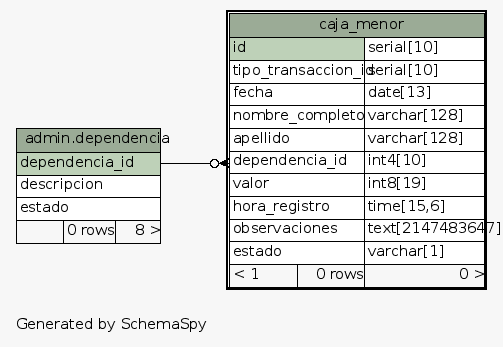 caja_menor
id serial[10]
tipo_transaccion_id serial[10]
fecha date[13]
nombre_completo varchar[128]
apellido varchar[128]
dependencia_id int4[10]
valor int8[19]
hora_registro time[15,6]
observaciones text[2147483647]
estado varchar[1]
< 1 0 rows 0 >
admin.dependencia
dependencia_id
descripcion
estado
0 rows 8 >
Generated by SchemaSpy